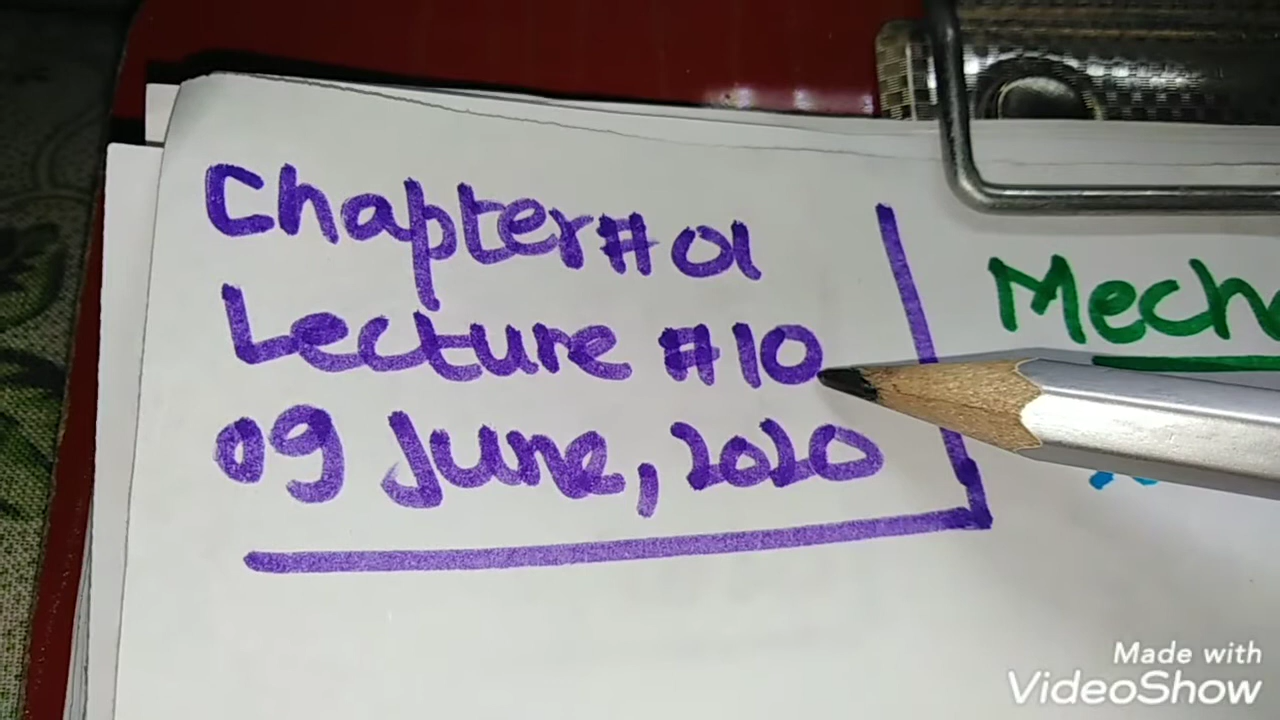 Chapter # 01
Lecture # 10
09 June, 2020
Mech
Made with
VideoShow